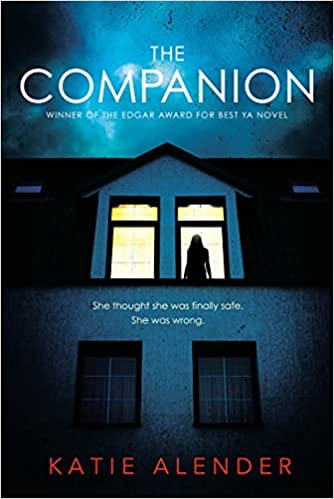 THE
COMPANION
WINNER OF THE EDGAR AWARD FOR BEST YA NOVEL
She thought she was finally safe.
She was wrong.
KATIE ALENDER